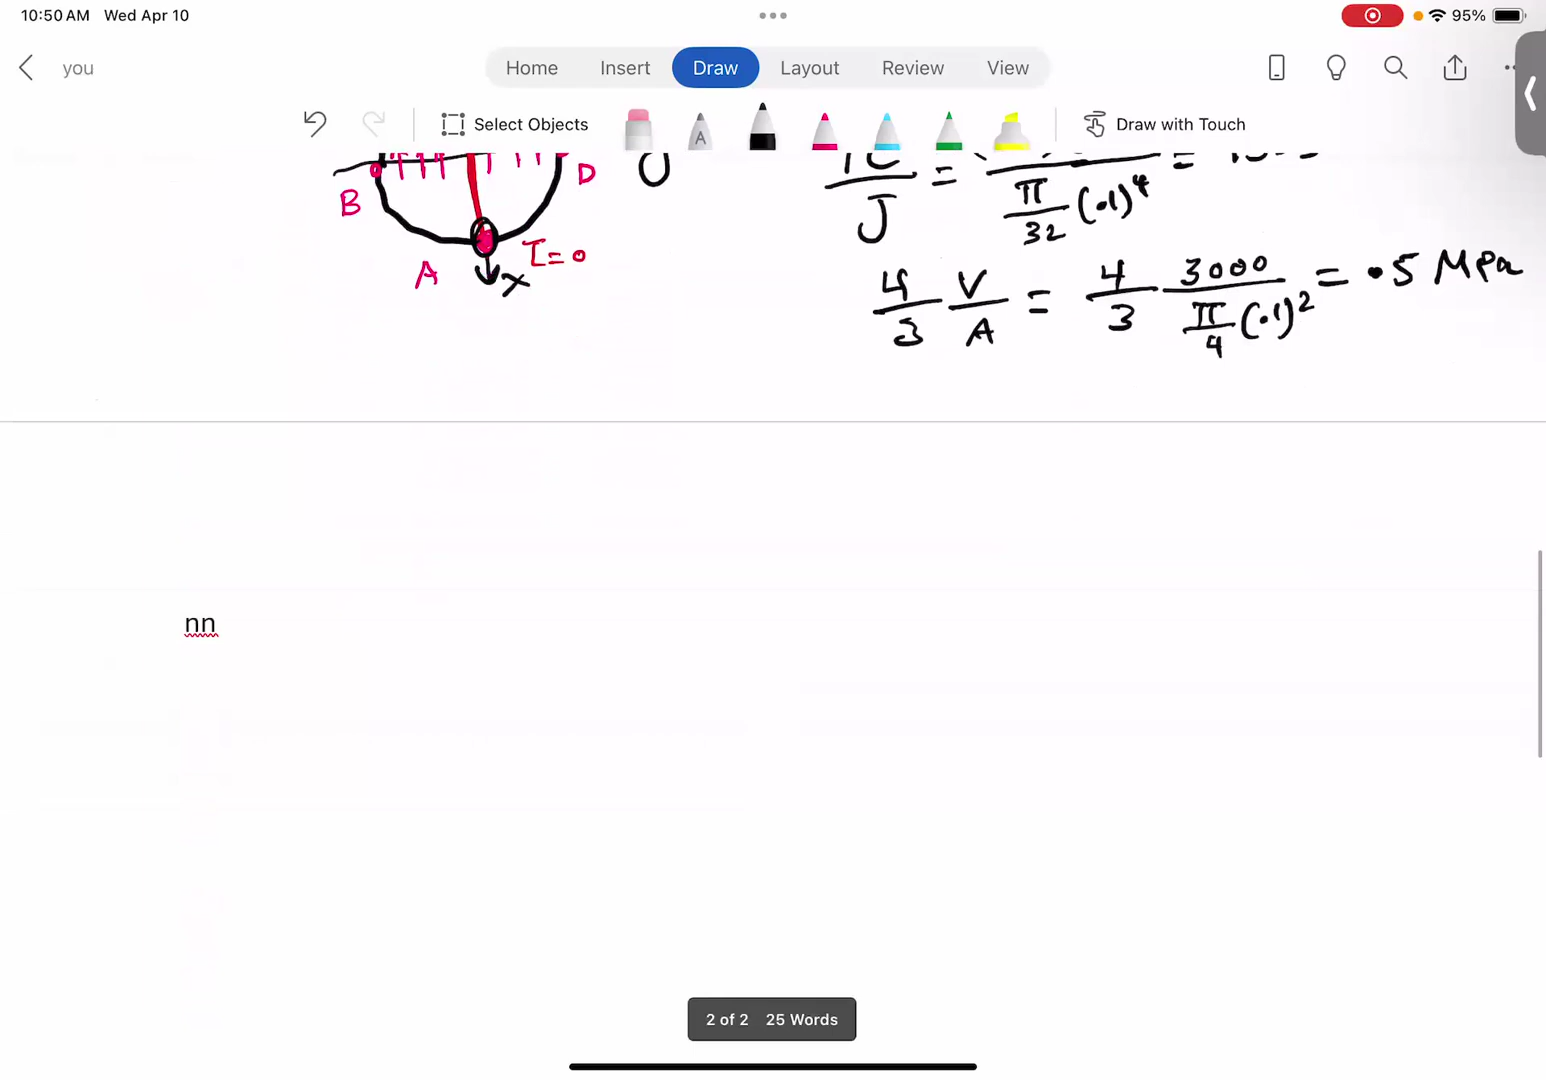 10:50 AM Wed Apr 10
95%
you
Home Insert Draw Layout Review View
Select Objects
A
Draw with Touch
B
D
A
τ=0
x
J
=
π/32 (.1)⁴
4/3 V/A = 4/3 3000/(π/4 (.1)²) = .5 MPa
nn
2 of 2 25 Words